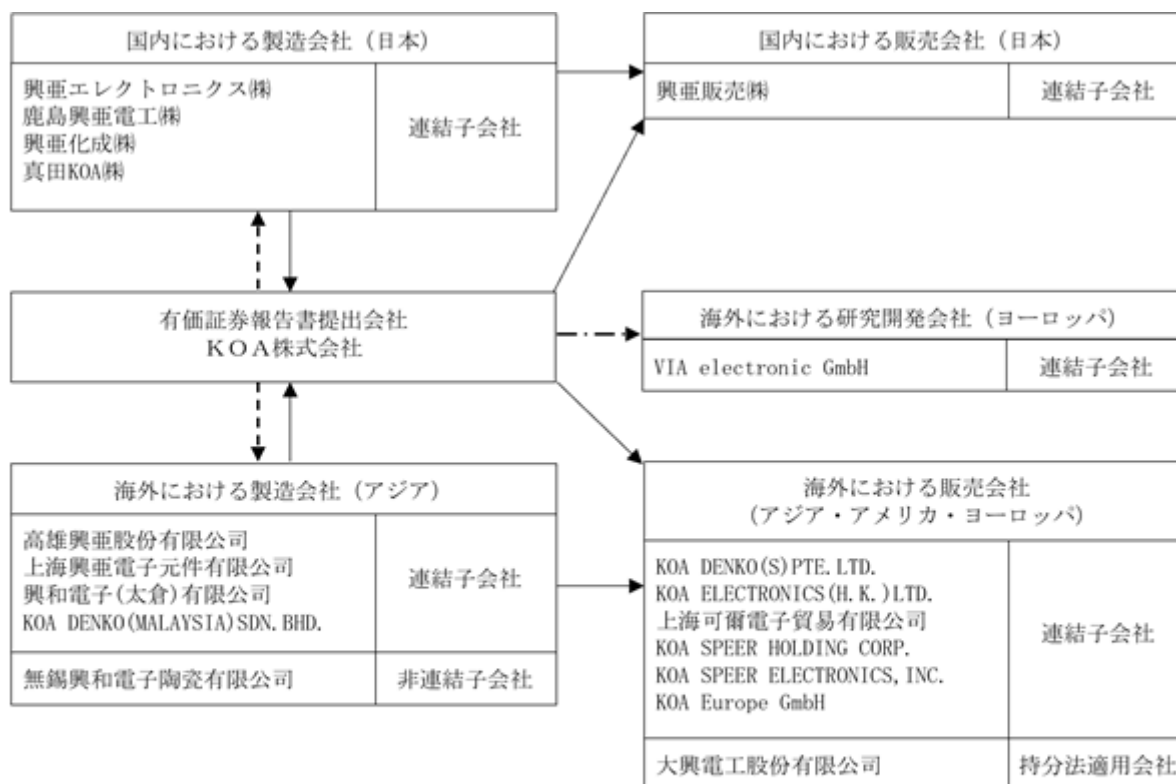 国内における製造会社（日本）
興亜エレクトロニクス㈱
鹿島興亜電工㈱
興亜化成㈱
真田KOA㈱
連結子会社
国内における販売会社（日本）
興亜販売㈱
連結子会社
有価証券報告書提出会社
ＫＯＡ株式会社
海外における研究開発会社（ヨーロッパ）
VIA electronic GmbH
連結子会社
海外における製造会社（アジア）
高雄興亜股份有限公司
上海興亜電子元件有限公司
興和電子(太倉)有限公司
KOA DENKO(MALAYSIA)SDN.BHD.
連結子会社
無錫興和電子陶瓷有限公司
非連結子会社
海外における販売会社
（アジア・アメリカ・ヨーロッパ）
KOA DENKO(S)PTE.LTD.
KOA ELECTRONICS(H.K.)LTD.
上海可爾電子貿易有限公司
KOA SPEER HOLDING CORP.
KOA SPEER ELECTRONICS,INC.
KOA Europe GmbH
連結子会社
大興電工股份有限公司
持分法適用会社